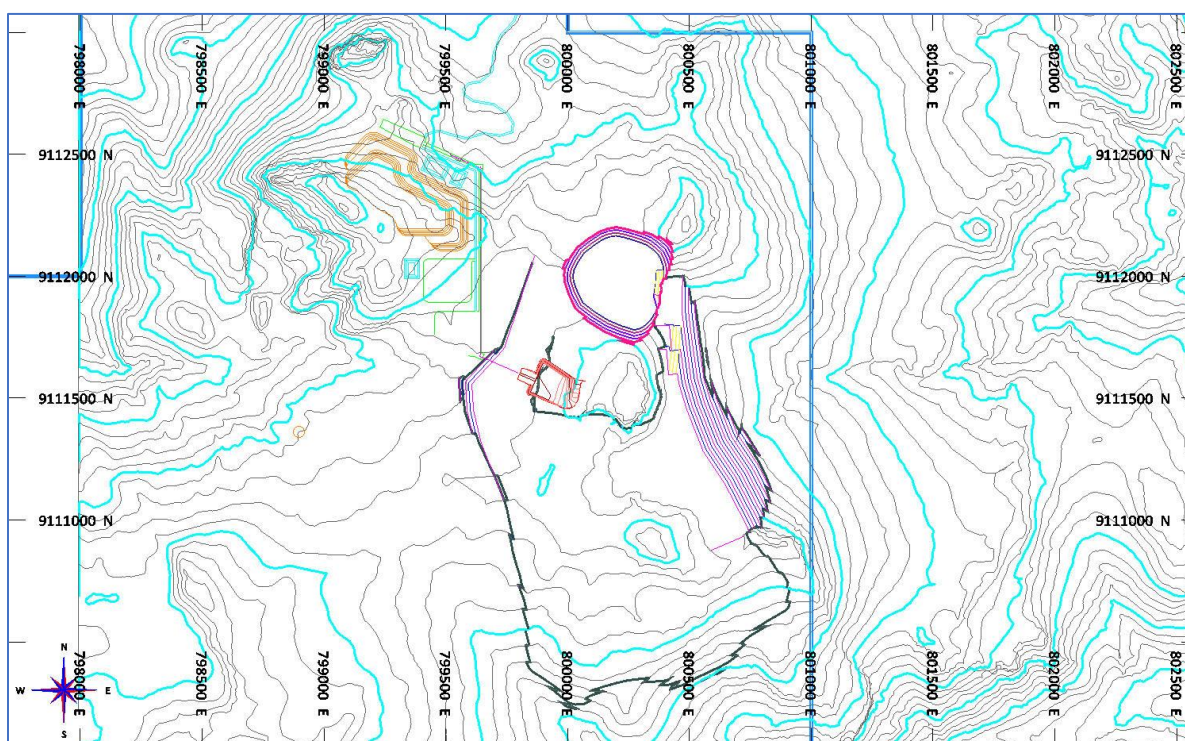 798000 E
798500 E
799000 E
799500 E
800000 E
800500 E
801000 E
801500 E
802000 E
802500 E
9112500 N
9112500 N
9112000 N
9112000 N
9111500 N
9111500 N
9111000 N
9111000 N
N
W
E
S
798000 E
798500 E
799000 E
799500 E
800000 E
800500 E
801000 E
801500 E
802000 E
802500 E